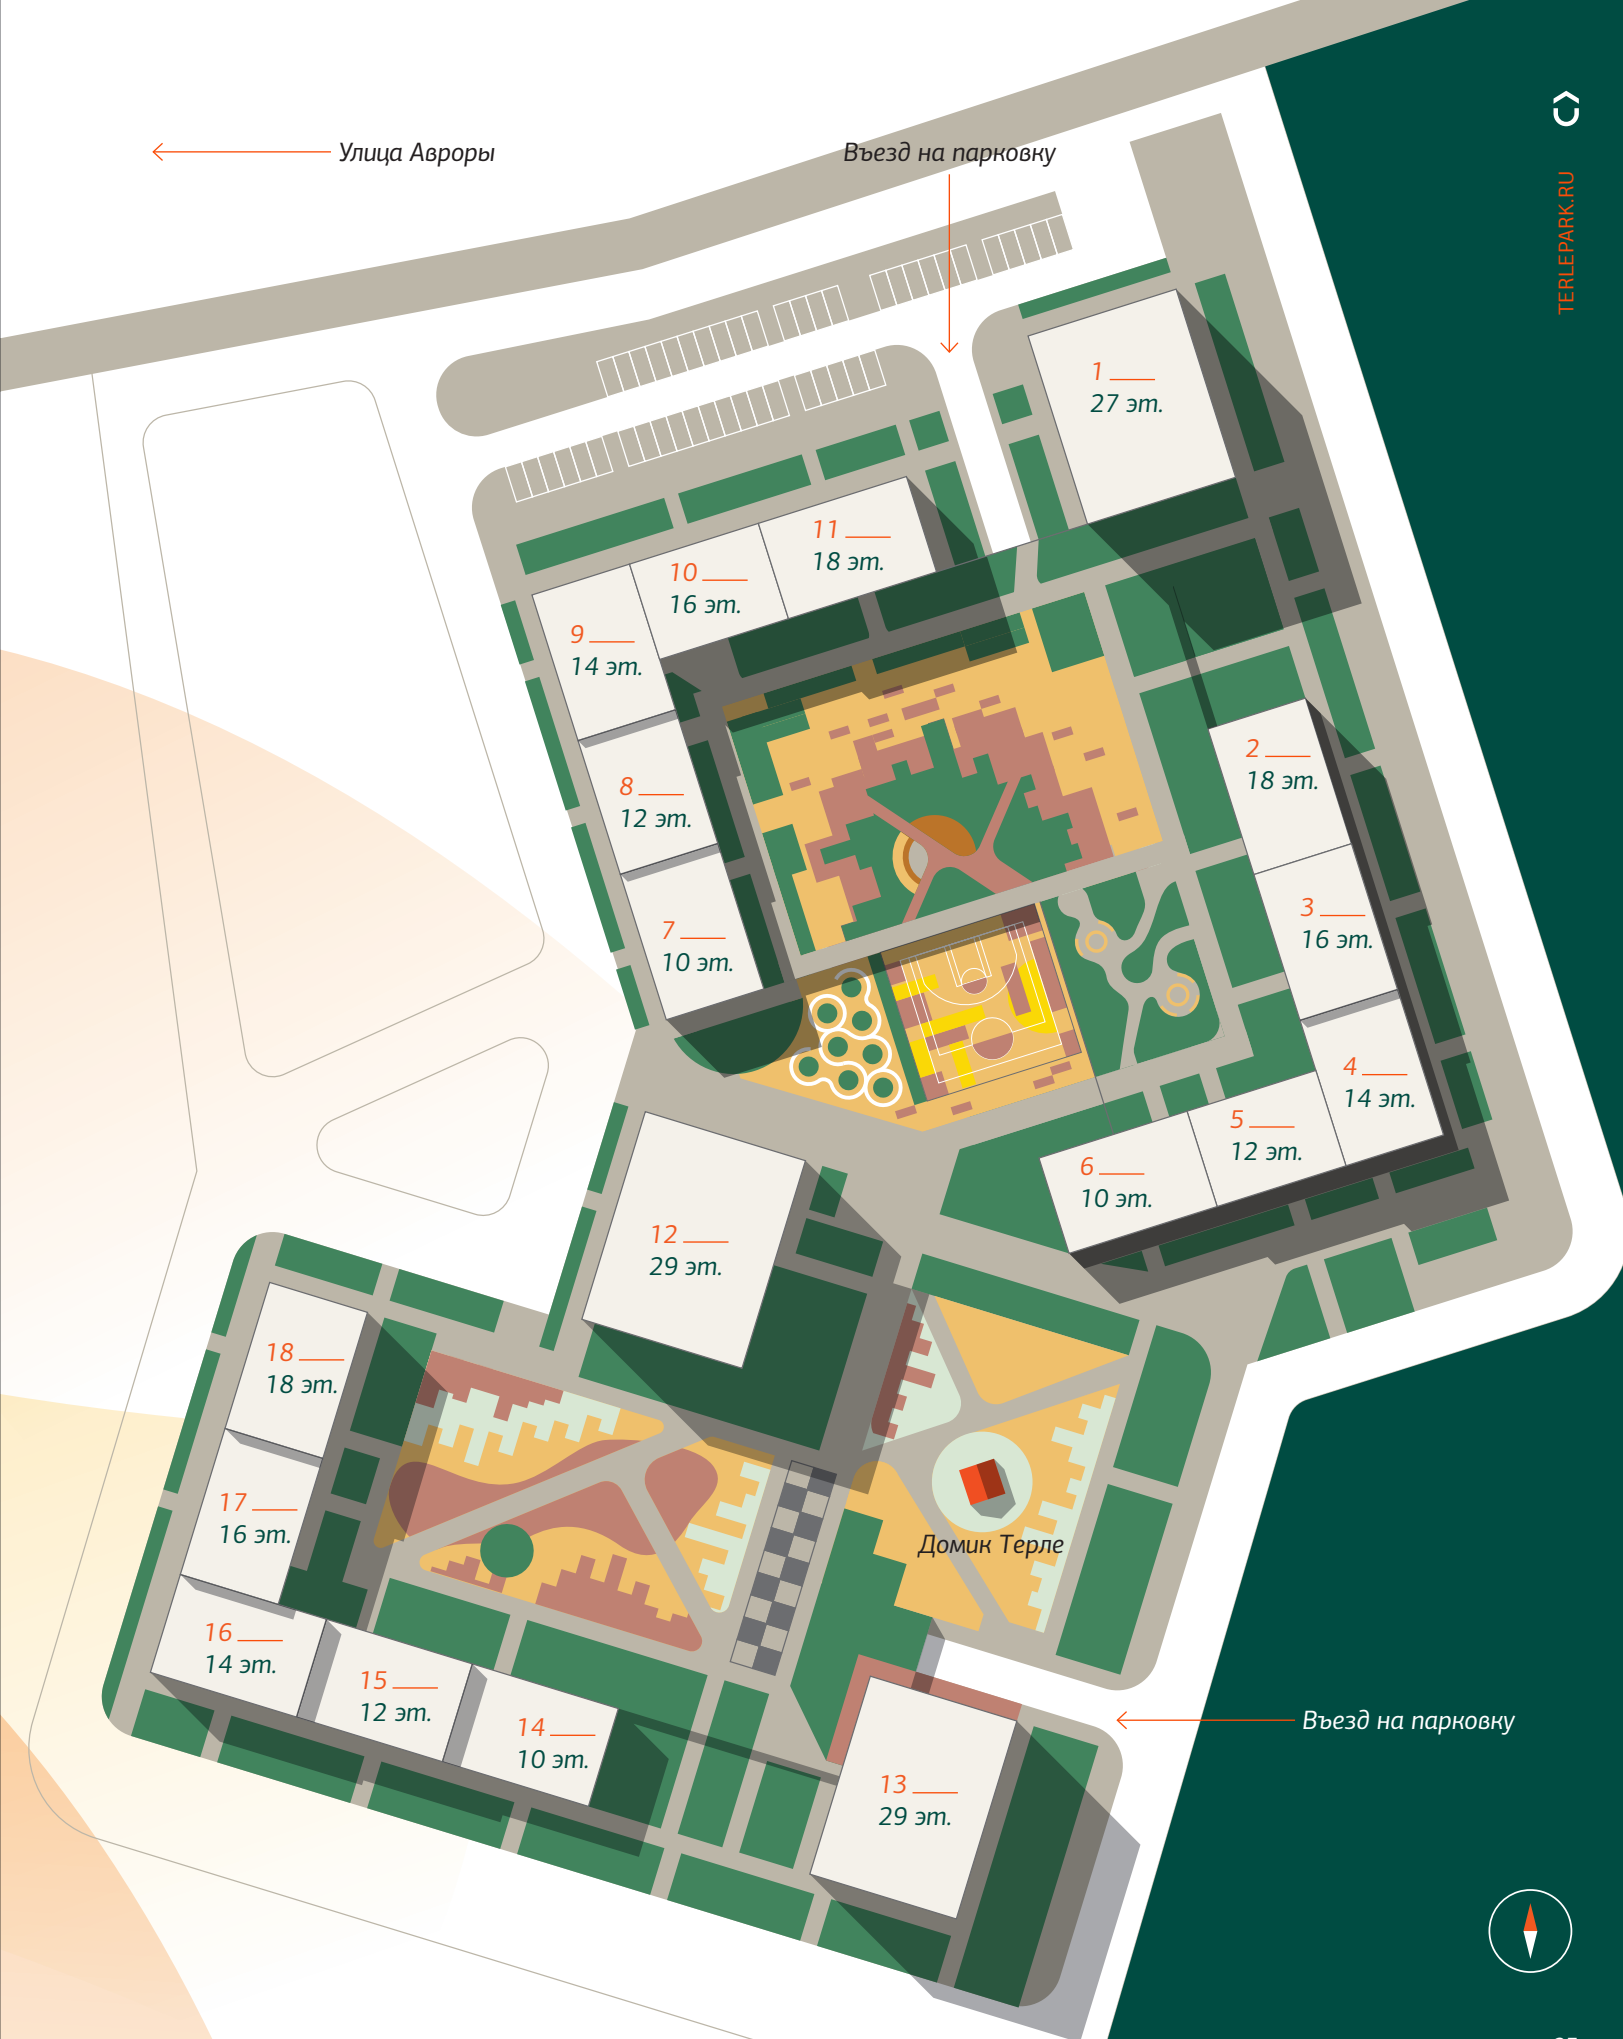 Улица Авроры
Въезд на парковку
TERLEPARK.RU
1
27 эт.
11
18 эт.
10
16 эт.
9
14 эт.
8
12 эт.
7
10 эт.
2
18 эт.
3
16 эт.
4
14 эт.
5
12 эт.
6
10 эт.
12
29 эт.
18
18 эт.
17
16 эт.
16
14 эт.
15
12 эт.
14
10 эт.
Домик Терле
13
29 эт.
Въезд на парковку